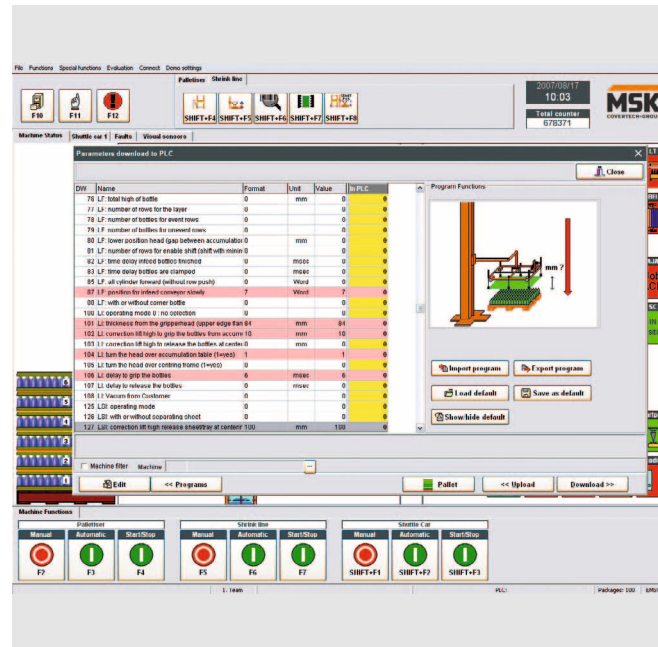 File Functions Special functions Evaluation Connect Demo settings
Palletiser Shrink line
F10 F11 F12
SHIFT+F4 SHIFT+F5 SHIFT+F6 SHIFT+F7 SHIFT+F8
2007/08/17
10.03
Total counter
678371
MSK
COVERTECH-GROU
Machine Status Shuttle car 1 Faults Visual sensors
Parameters download to PLC
Close
DW Name Format Unit Value In PLC
76 LF: total high of bottle 0 mm 0 0
77 LF: number of rows for the layer 0 0 0
78 LF: number of bottles for event rows 0 0 0
79 LF: number of bottles for unevent rows 0 0 0
80 LF: lower position head (gap between accumulatior 0 mm 0 0
81 LF: number of rows for enable shift (shift with minin 0 0 0
82 LF: time delay infeed bottles finished 0 msec 0 0
83 LF: time delay bottles are clamped 0 msec 0 0
85 LF: all cylinder forward (without row push) 0 Word 0 0
87 LF: position for infeed conveyor slowly 7 Word 7 0
88 LF: with or without corner bottle 0 0 0
100 LI: operating mode 0 : no selection 0 0 0
101 LI: thickness from the gripperhead (upper edge flan 84 mm 84 0
102 LI: correction lift high to grip the bottles from accum 10 mm 10 0
103 LI: correction lift high to release the bottles at center 0 mm 0 0
104 LI: turn the head over accumulation table (1=yes) 1 1 0
105 LI: turn the head over centring frame (1=yes) 0 0 0
106 LI: delay to grip the bottles 6 msec 6 0
107 LI: delay to release the bottles 0 msec 0 0
108 LI: Vacum from Customer 0 0 0
125 LGI: operating mode 0 0 0
126 LGI: with or without seperating sheet 0 0 0
127 LGI: correction lift high release sheet/tray at centerir 100 mm 100 0
Program Functions
mm ?
Import program Export program
Load default Save as default
Show/hide default
Machine filter Machine
Edit << Programs Pallet << Upload Download >>
Machine Functions
Palletiser Shrink line Shuttle Car
Manual Automatic Start/Stop Manual Automatic Start/Stop Manual Automatic Start/Stop
F2 F3 F4 F5 F6 F7 SHIFT+F1 SHIFT+F2 SHIFT+F3
1. Team PLC: Packages: 100 EMS